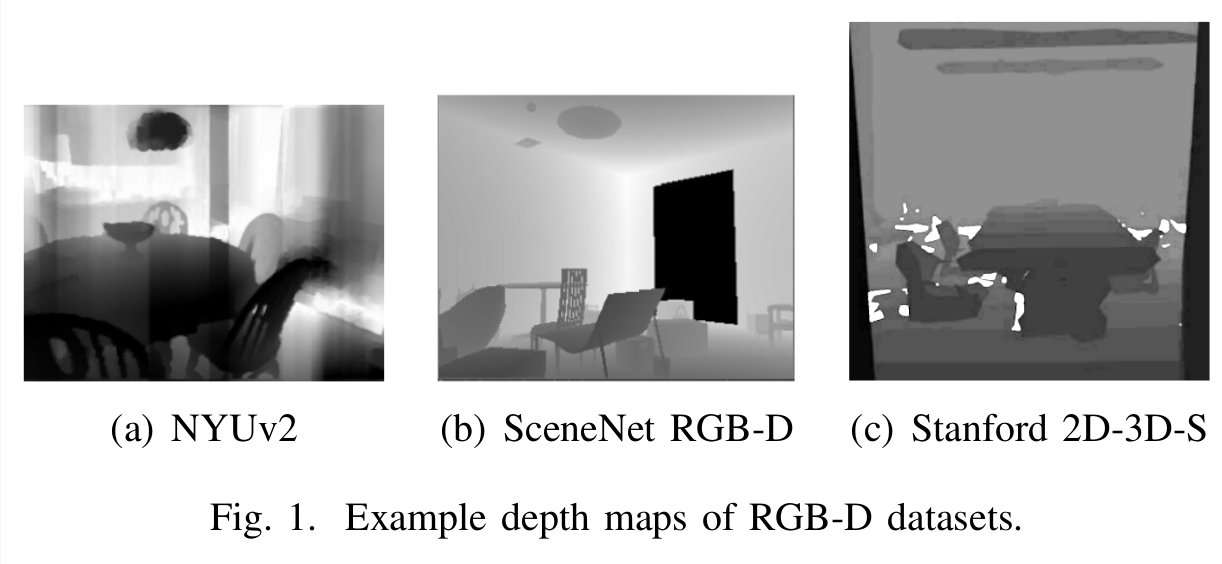 (a) NYUv2
(b) SceneNet RGB-D
(c) Stanford 2D-3D-S
Fig. 1. Example depth maps of RGB-D datasets.